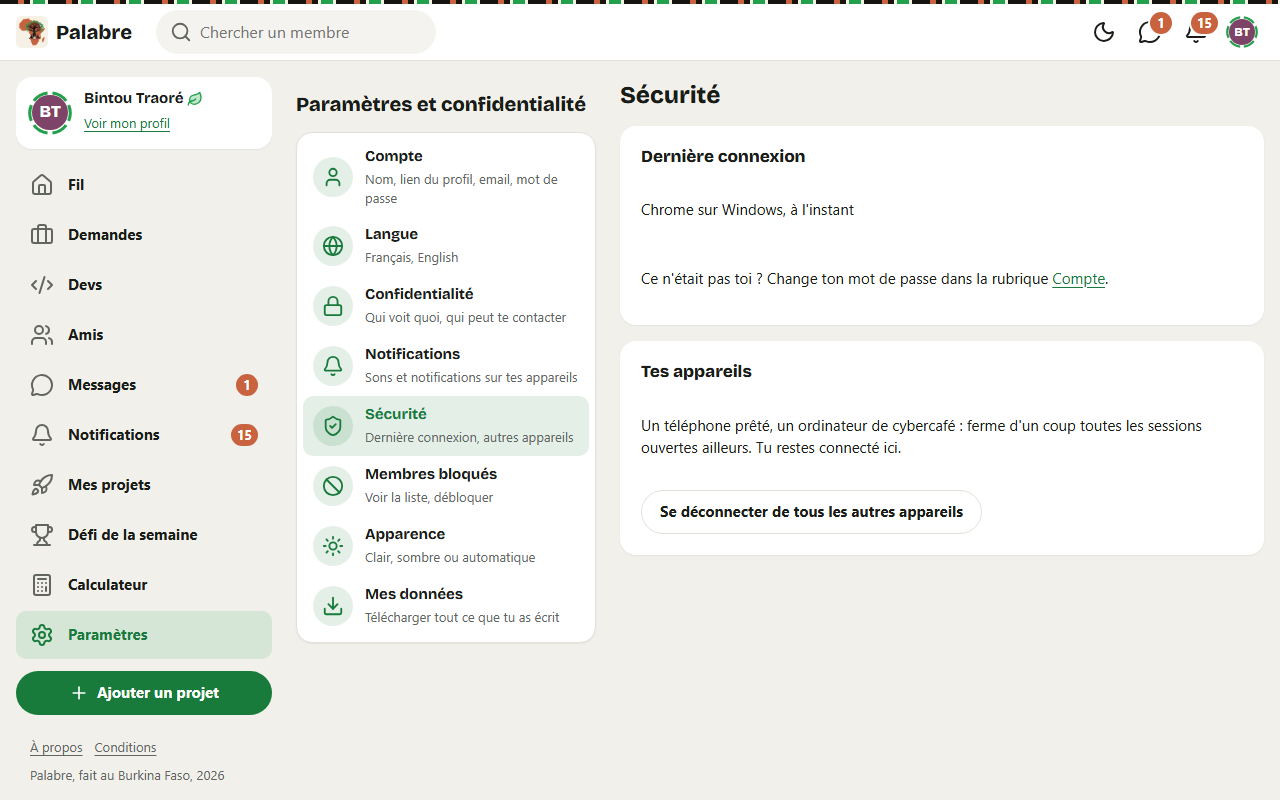 Palabre
Chercher un membre
1
15
BT
BT
Bintou Traoré
Voir mon profil
Fil
Demandes
Devs
Amis
Messages
1
Notifications
15
Mes projets
Défi de la semaine
Calculateur
Paramètres
Ajouter un projet
À propos
Conditions
Palabre, fait au Burkina Faso, 2026
Paramètres et confidentialité
Compte
Nom, lien du profil, email, mot de
passe
Langue
Français, English
Confidentialité
Qui voit quoi, qui peut te contacter
Notifications
Sons et notifications sur tes appareils
Sécurité
Dernière connexion, autres appareils
Membres bloqués
Voir la liste, débloquer
Apparence
Clair, sombre ou automatique
Mes données
Télécharger tout ce que tu as écrit
Sécurité
Dernière connexion
Chrome sur Windows, à l'instant
Ce n'était pas toi ? Change ton mot de passe dans la rubrique Compte.
Tes appareils
Un téléphone prêté, un ordinateur de cybercafé : ferme d'un coup toutes les sessions
ouvertes ailleurs. Tu restes connecté ici.
Se déconnecter de tous les autres appareils